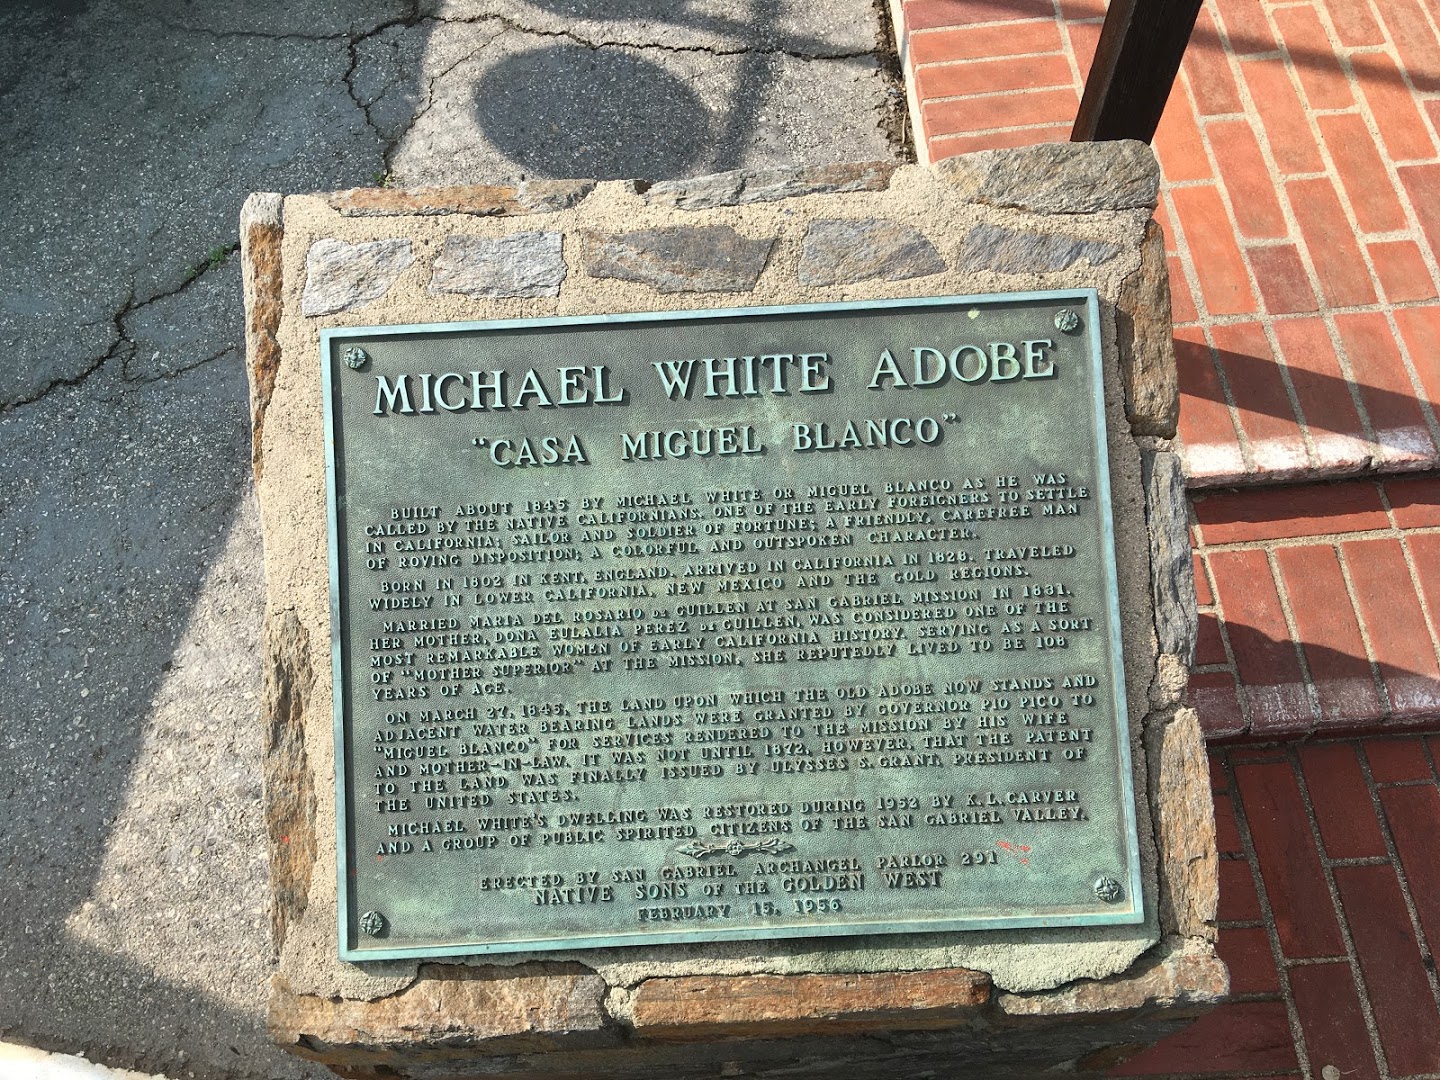 MICHAEL WHITE ADOBE
"CASA MIGUEL BLANCO"
BUILT ABOUT 1845 BY MICHAEL WHITE OR MIGUEL BLANCO AS HE WAS
CALLED BY THE NATIVE CALIFORNIANS. ONE OF THE EARLY FOREIGNERS TO SETTLE
IN CALIFORNIA; SAILOR AND SOLDIER OF FORTUNE; A FRIENDLY, CAREFREE MAN
OF ROVING DISPOSITION; A COLORFUL AND OUTSPOKEN CHARACTER.
BORN IN 1802 IN KENT, ENGLAND. ARRIVED IN CALIFORNIA IN 1828. TRAVELED
WIDELY IN LOWER CALIFORNIA, NEW MEXICO AND THE GOLD REGIONS.
MARRIED MARIA DEL ROSARIO DE GUILLEN AT SAN GABRIEL MISSION IN 1831.
HER MOTHER, DONA EULALIA PEREZ DE GUILLEN, WAS CONSIDERED ONE OF THE
MOST REMARKABLE WOMEN OF EARLY CALIFORNIA HISTORY. SERVING AS A SORT
OF "MOTHER SUPERIOR" AT THE MISSION, SHE REPUTEDLY LIVED TO BE 108
YEARS OF AGE.
ON MARCH 27, 1845, THE LAND UPON WHICH THE OLD ADOBE NOW STANDS AND
ADJACENT WATER BEARING LANDS WERE GRANTED BY GOVERNOR PIO PICO TO
"MIGUEL BLANCO" FOR SERVICES RENDERED TO THE MISSION BY HIS WIFE
AND MOTHER-IN-LAW. IT WAS NOT UNTIL 1872, HOWEVER, THAT THE PATENT
TO THE LAND WAS FINALLY ISSUED BY ULYSSES S. GRANT, PRESIDENT OF
THE UNITED STATES.
MICHAEL WHITE'S DWELLING WAS RESTORED DURING 1952 BY K. L. CARVER
AND A GROUP OF PUBLIC SPIRITED CITIZENS OF THE SAN GABRIEL VALLEY.
ERECTED BY SAN GABRIEL ARCHANGEL PARLOR 291
NATIVE SONS OF THE GOLDEN WEST
FEBRUARY 15, 1956